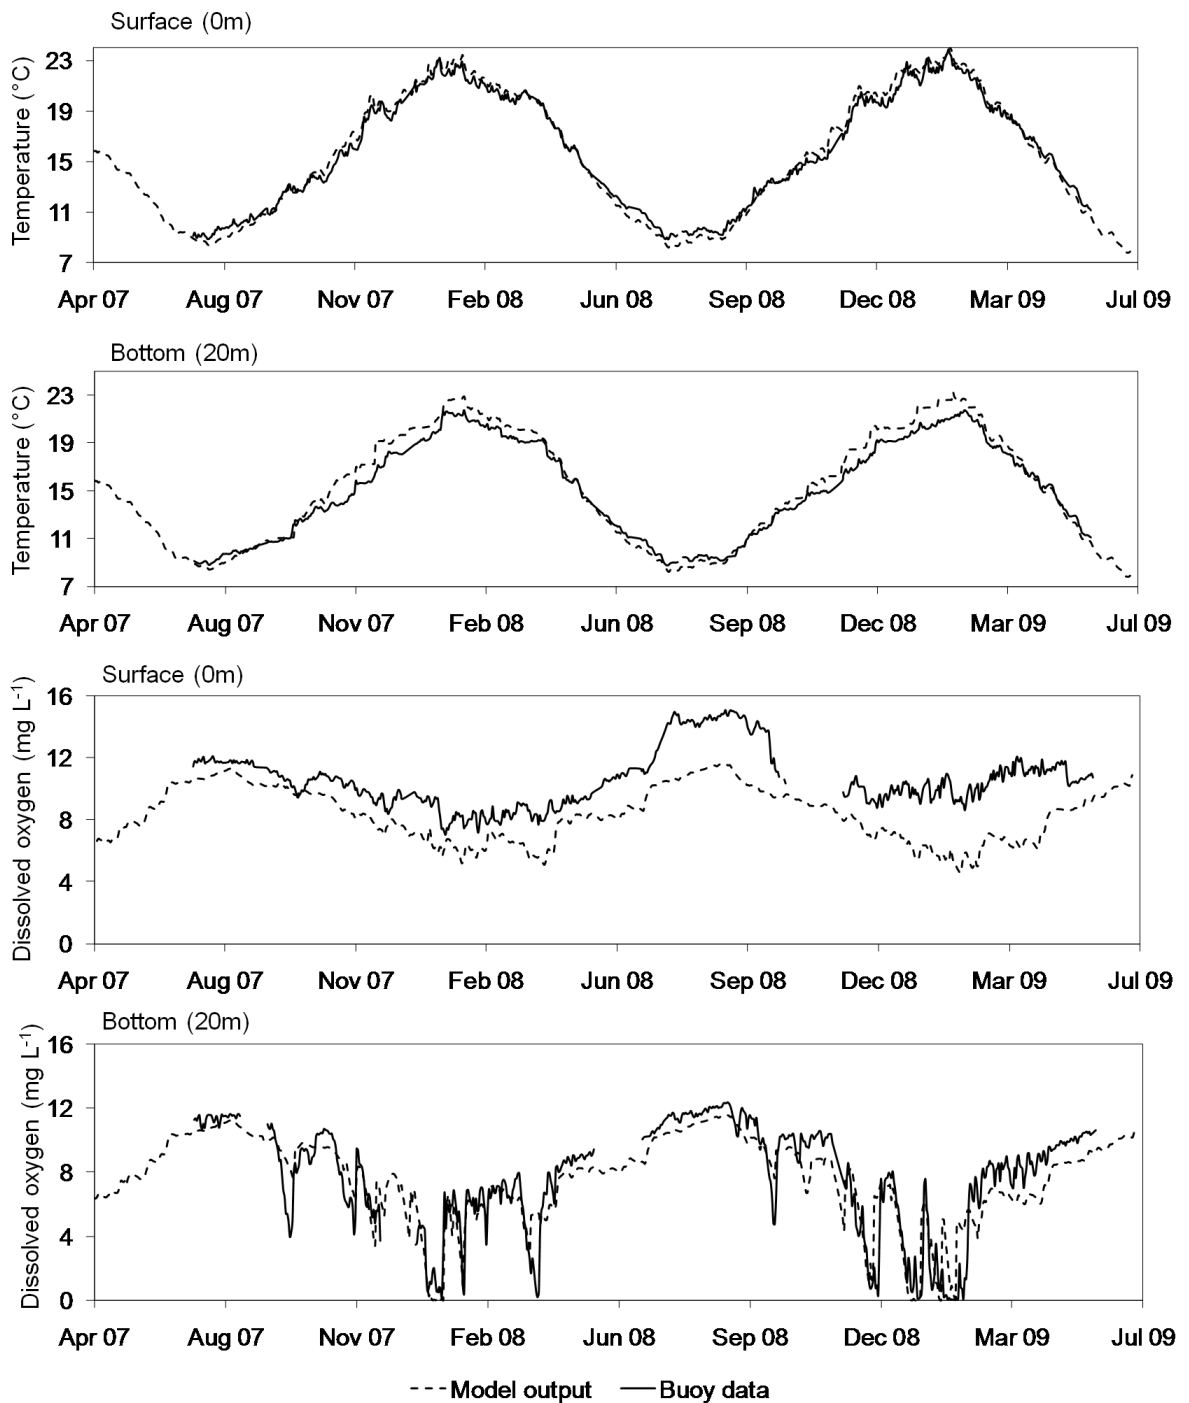 Surface (0m)
Temperature (°C)
23
19
15
11
7
Apr 07 Aug 07 Nov 07 Feb 08 Jun 08 Sep 08 Dec 08 Mar 09 Jul 09
Bottom (20m)
Temperature (°C)
23
19
15
11
7
Apr 07 Aug 07 Nov 07 Feb 08 Jun 08 Sep 08 Dec 08 Mar 09 Jul 09
Surface (0m)
Dissolved oxygen (mg L⁻¹)
16
12
8
4
0
Apr 07 Aug 07 Nov 07 Feb 08 Jun 08 Sep 08 Dec 08 Mar 09 Jul 09
Bottom (20m)
Dissolved oxygen (mg L⁻¹)
16
12
8
4
0
Apr 07 Aug 07 Nov 07 Feb 08 Jun 08 Sep 08 Dec 08 Mar 09 Jul 09
Model output Buoy data